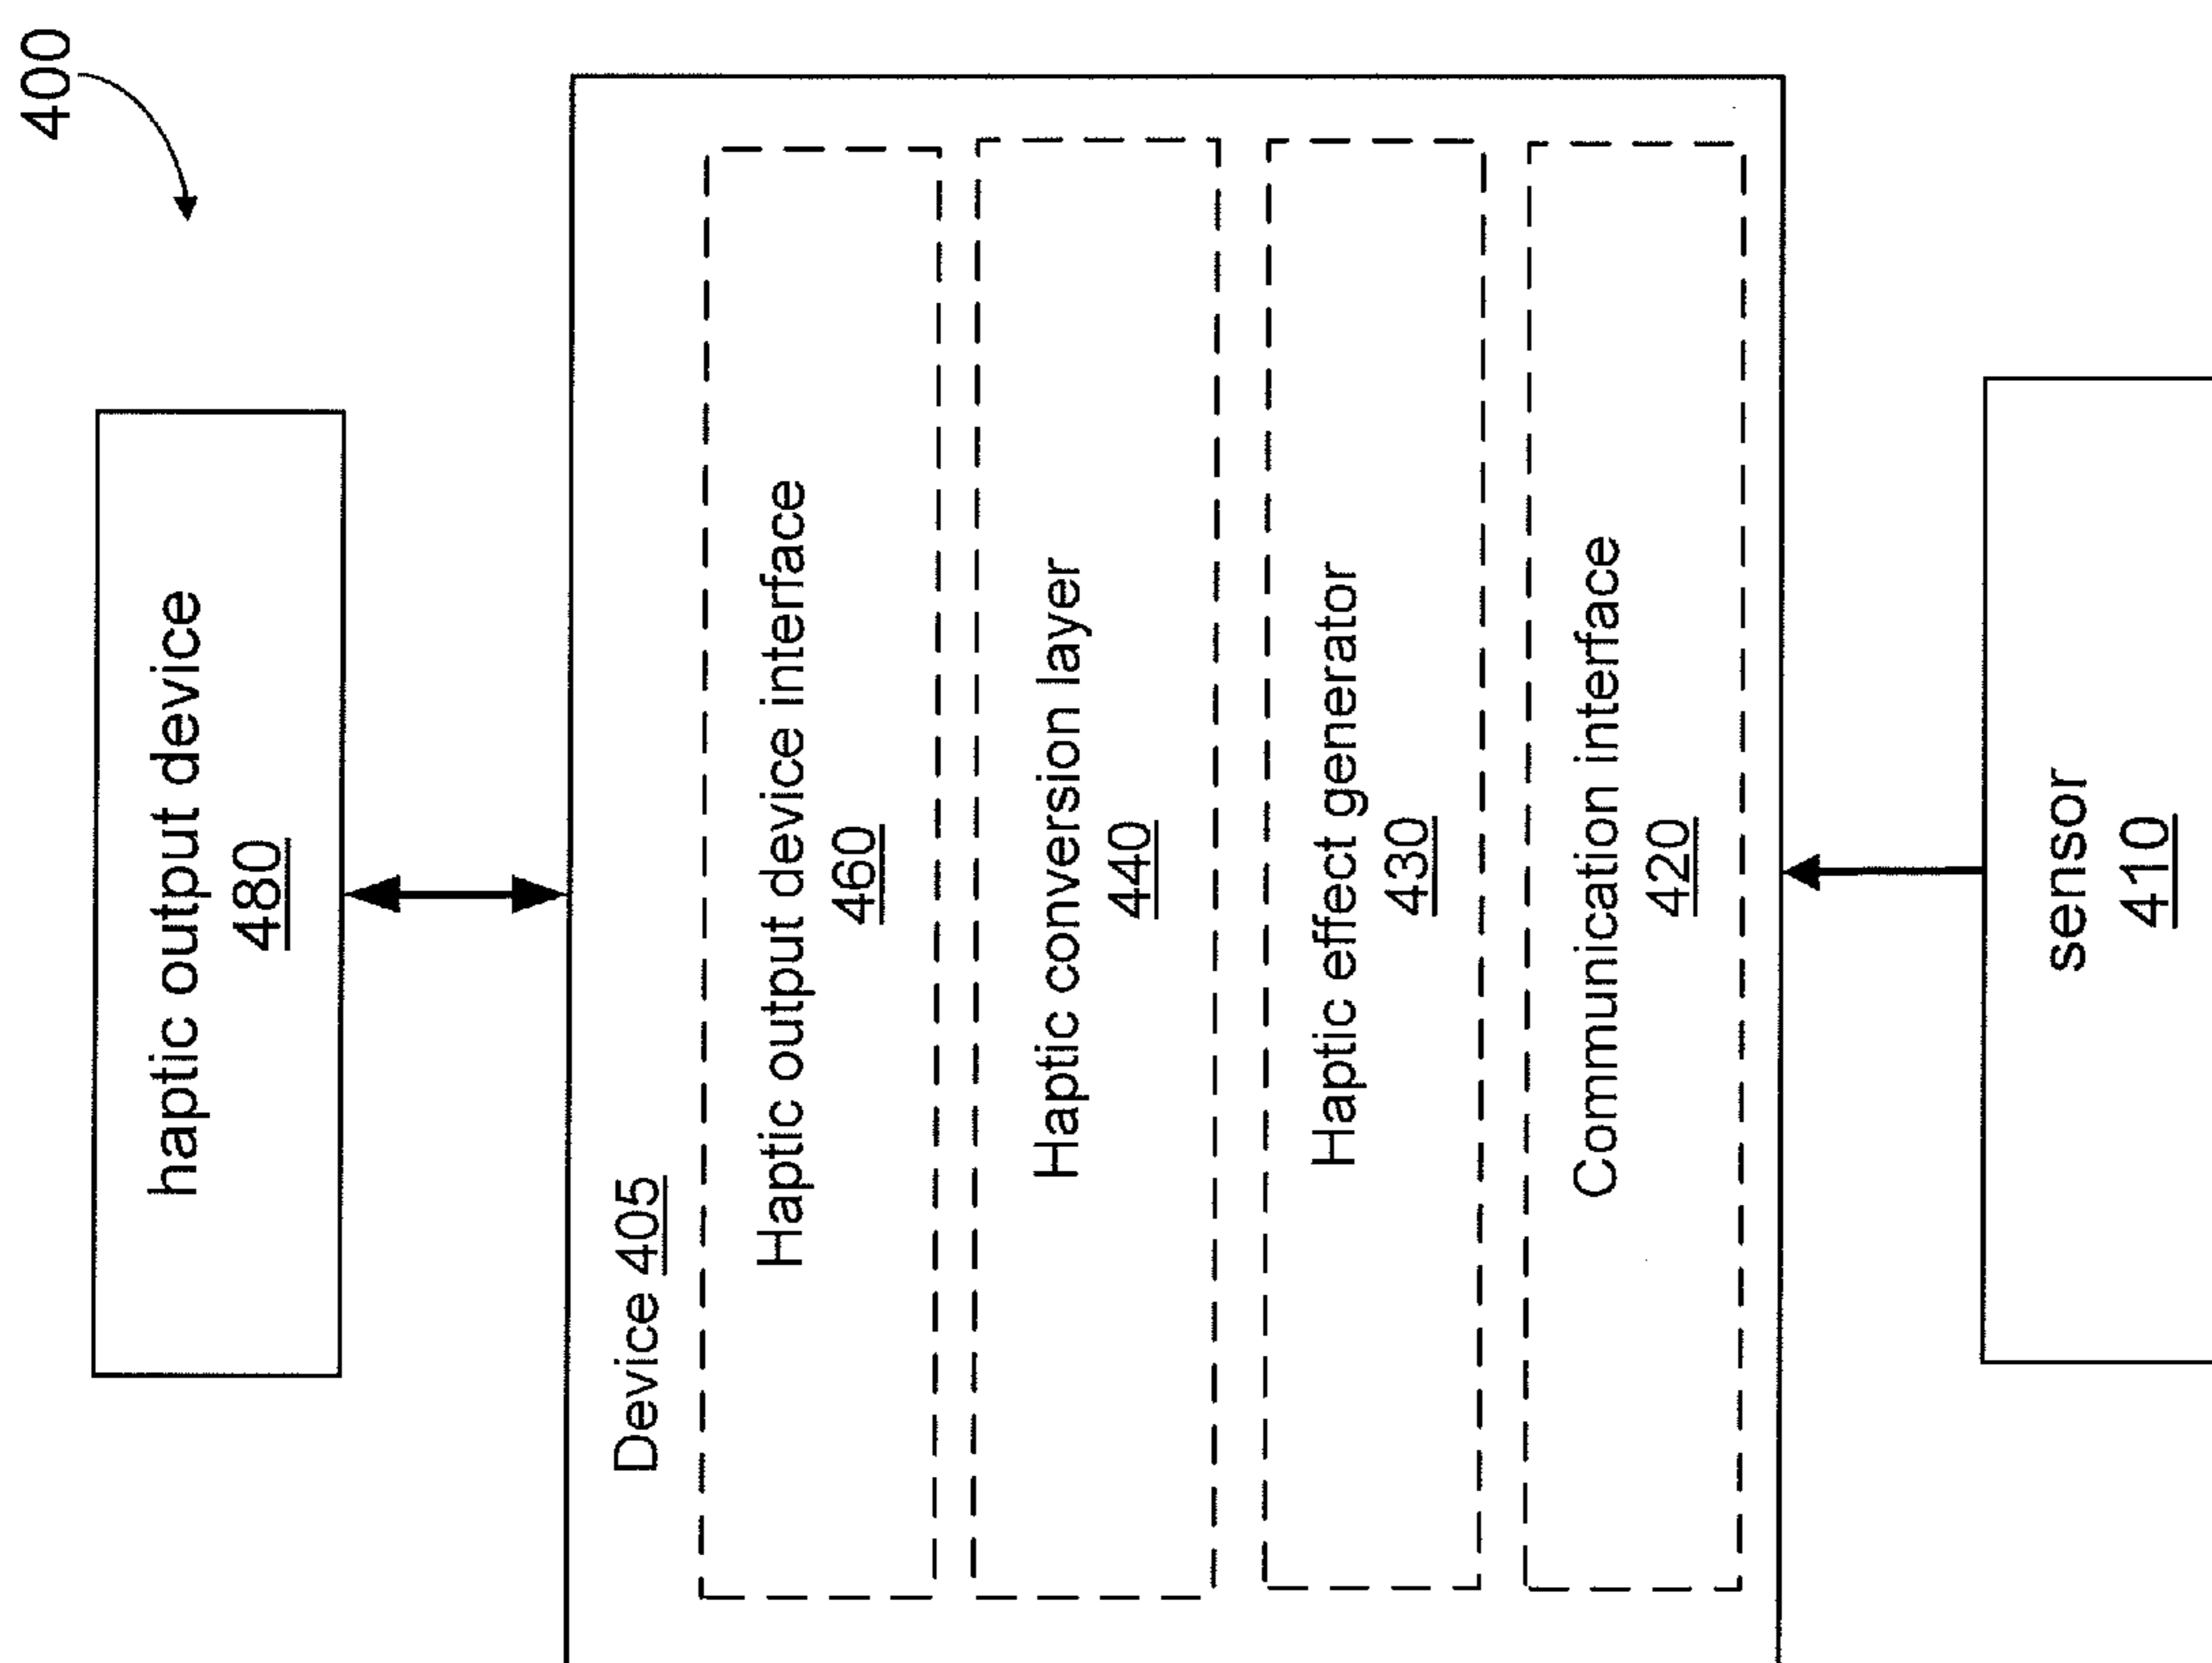 400
haptic output device
480
Device 405
Haptic output device interface
460
Haptic conversion layer
440
Haptic effect generator
430
Communication interface
420
sensor
410